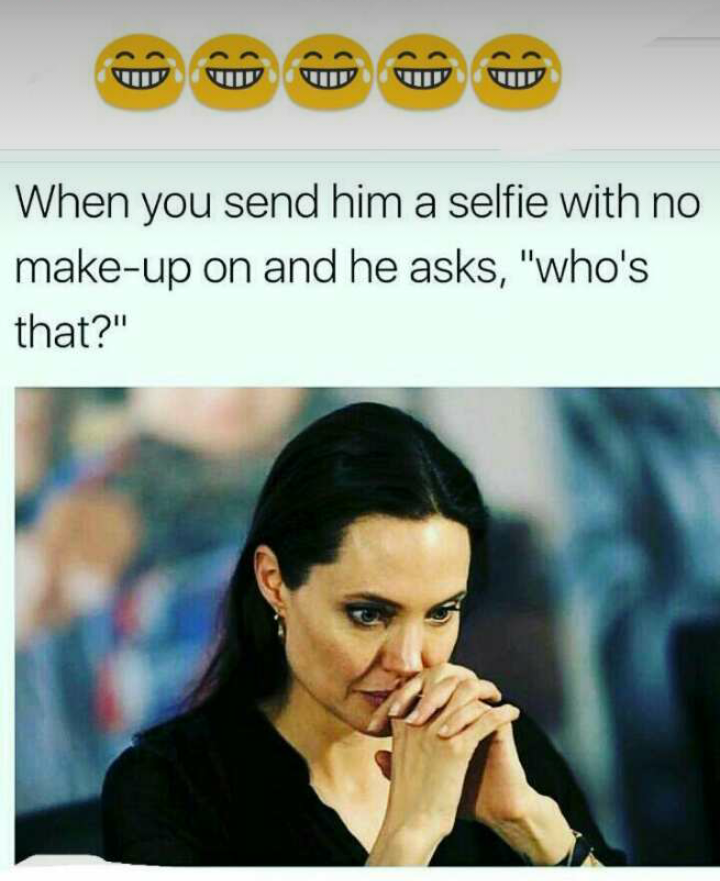 When you send him a selfie with no
make-up on and he asks, "who's
that?"